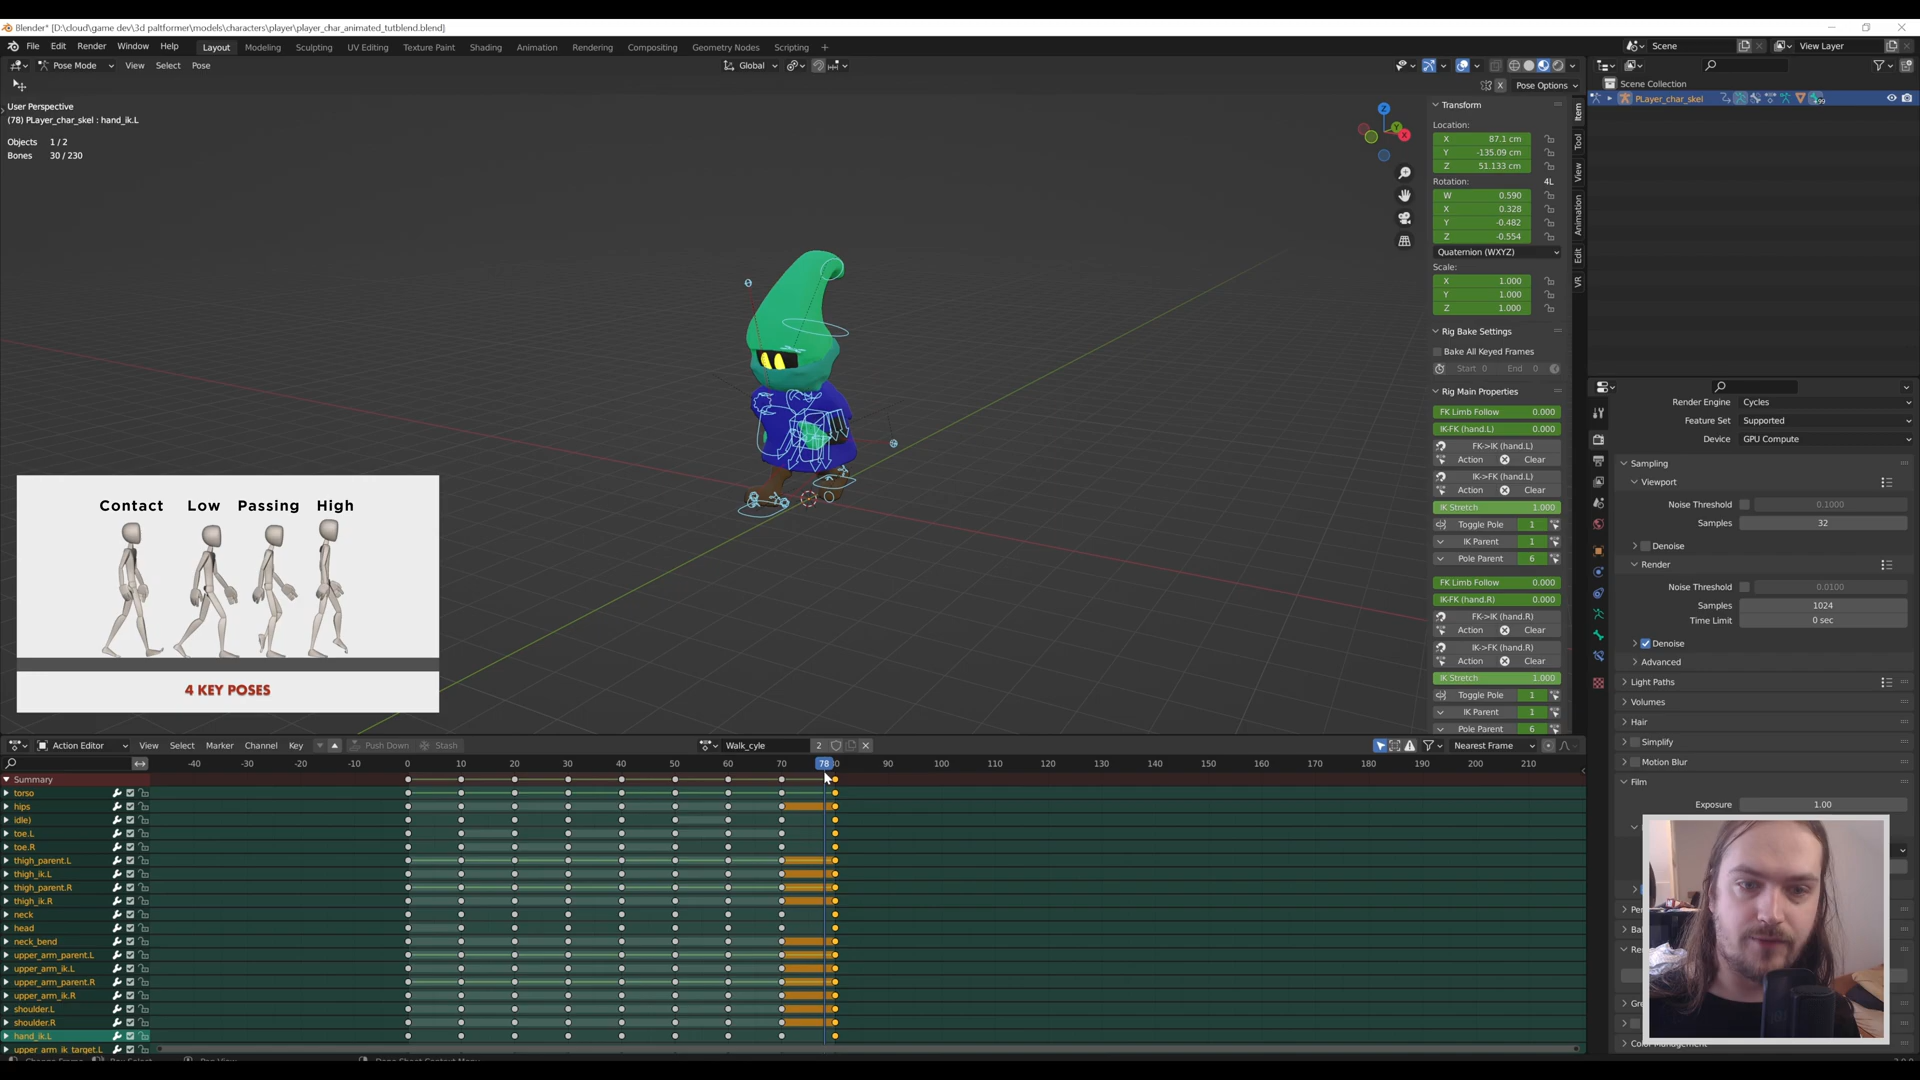 Blender* [D:\cloud\game dev\3d paltformer\models\characters\player\player_char_animated_tutblend.blend]
File Edit Render Window Help Layout Modeling Sculpting UV Editing Texture Paint Shading Animation Rendering Compositing Geometry Nodes Scripting + Scene View Layer
Pose Mode View Select Pose Global
X Pose Options
Scene Collection
PLayer_char_skel
User Perspective
(78) PLayer_char_skel : hand_ik.L
Objects 1 / 2
Bones 30 / 230
Transform
Location:
X 87.1 cm
Y -135.09 cm
Z 51.133 cm
Rotation: 4L
W 0.590
X 0.328
Y -0.482
Z -0.554
Quaternion (WXYZ)
Scale:
X 1.000
Y 1.000
Z 1.000
Rig Bake Settings
Bake All Keyed Frames
Start 0 End 0
Rig Main Properties
FK Limb Follow 0.000
IK-FK (hand.L) 0.000
FK->IK (hand.L)
Action Clear
IK->FK (hand.L)
Action Clear
IK Stretch 1.000
Toggle Pole 1
IK Parent 1
Pole Parent 6
FK Limb Follow 0.000
IK-FK (hand.R) 0.000
FK->IK (hand.R)
Action Clear
IK->FK (hand.R)
Action Clear
IK Stretch 1.000
Toggle Pole 1
IK Parent 1
Pole Parent 6
Item
Tool
View
Animation
Edit
VR
Render Engine Cycles
Feature Set Supported
Device GPU Compute
Sampling
Viewport
Noise Threshold 0.1000
Samples 32
Denoise
Render
Noise Threshold 0.0100
Samples 1024
Time Limit 0 sec
Denoise
Advanced
Light Paths
Volumes
Hair
Simplify
Motion Blur
Film
Exposure 1.00
Contact Low Passing High
4 KEY POSES
Action Editor View Select Marker Channel Key Push Down Stash Walk_cyle 2 Nearest Frame
-40 -30 -20 -10 0 10 20 30 40 50 60 70 78 90 100 110 120 130 140 150 160 170 180 190 200 210
Summary
torso
hips
idle)
toe.L
toe.R
thigh_parent.L
thigh_ik.L
thigh_parent.R
thigh_ik.R
neck
head
neck_bend
upper_arm_parent.L
upper_arm_ik.L
upper_arm_parent.R
upper_arm_ik.R
shoulder.L
shoulder.R
hand_ik.L
upper_arm_ik_target.L